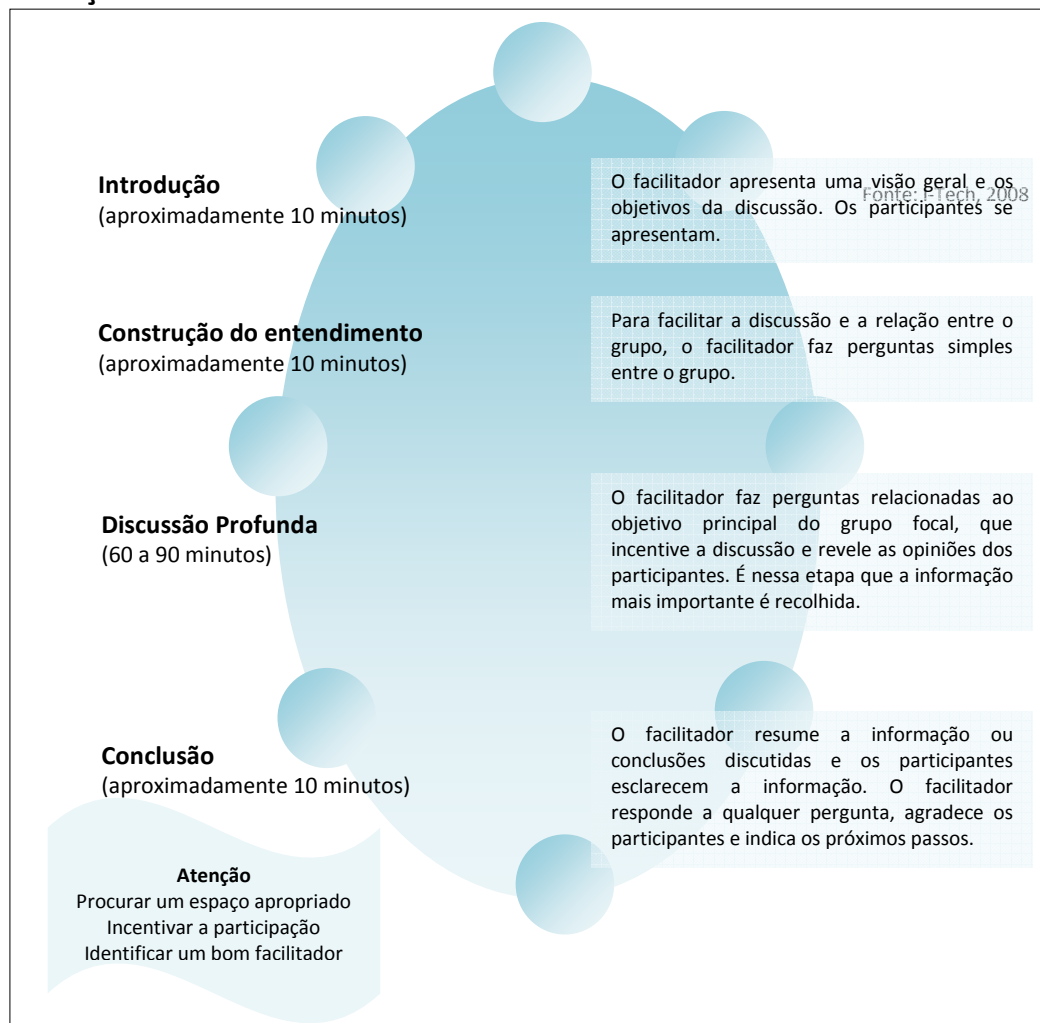 Introdução
(aproximadamente 10 minutos)
O facilitador apresenta uma visão geral e os
objetivos da discussão. Os participantes se
apresentam.
Fonte: I-Tech, 2008
Construção do entendimento
(aproximadamente 10 minutos)
Para facilitar a discussão e a relação entre o
grupo, o facilitador faz perguntas simples
entre o grupo.
Discussão Profunda
(60 a 90 minutos)
O facilitador faz perguntas relacionadas ao
objetivo principal do grupo focal, que
incentive a discussão e revele as opiniões dos
participantes. É nessa etapa que a informação
mais importante é recolhida.
Conclusão
(aproximadamente 10 minutos)
O facilitador resume a informação ou
conclusões discutidas e os participantes
esclarecem a informação. O facilitador
responde a qualquer pergunta, agradece os
participantes e indica os próximos passos.
Atenção
Procurar um espaço apropriado
Incentivar a participação
Identificar um bom facilitador